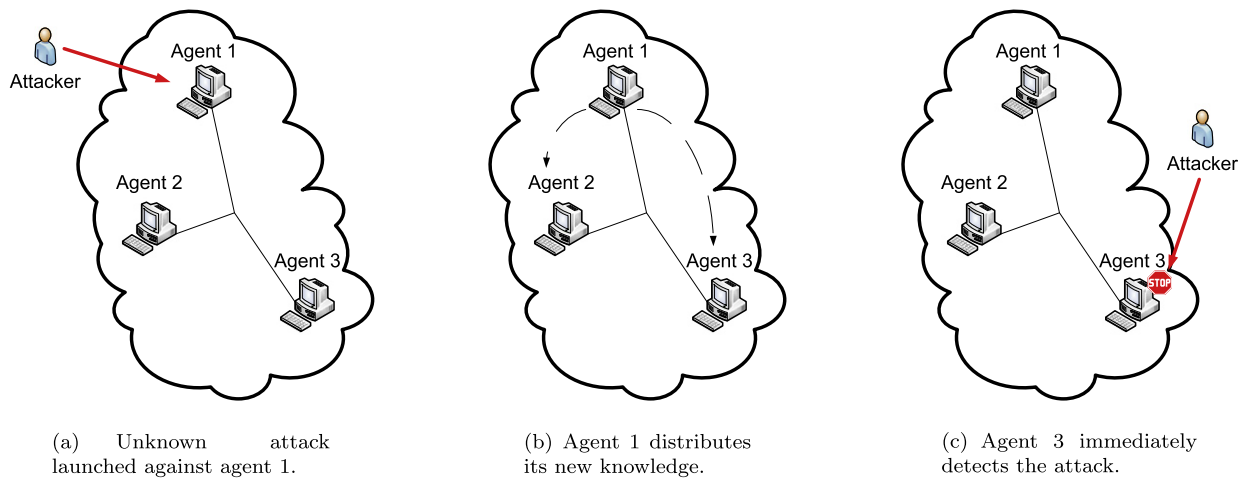 Attacker
Agent 1
Agent 2
Agent 3
(a) Unknown attack
launched against agent 1.
Agent 1
Agent 2
Agent 3
(b) Agent 1 distributes
its new knowledge.
Agent 1
Attacker
Agent 2
Agent 3
STOP
(c) Agent 3 immediately
detects the attack.